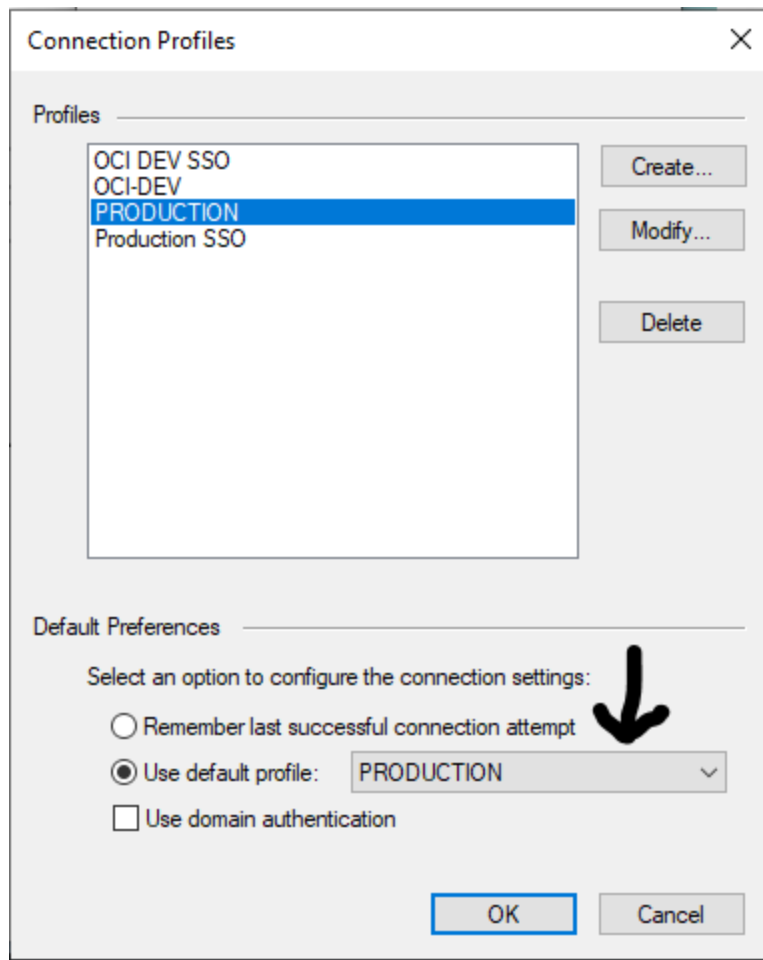 Connection Profiles
Profiles
OCI DEV SSO
OCI-DEV
PRODUCTION
Production SSO
Create...
Modify...
Delete
Default Preferences
Select an option to configure the connection settings:
Remember last successful connection attempt
Use default profile: PRODUCTION
Use domain authentication
OK Cancel